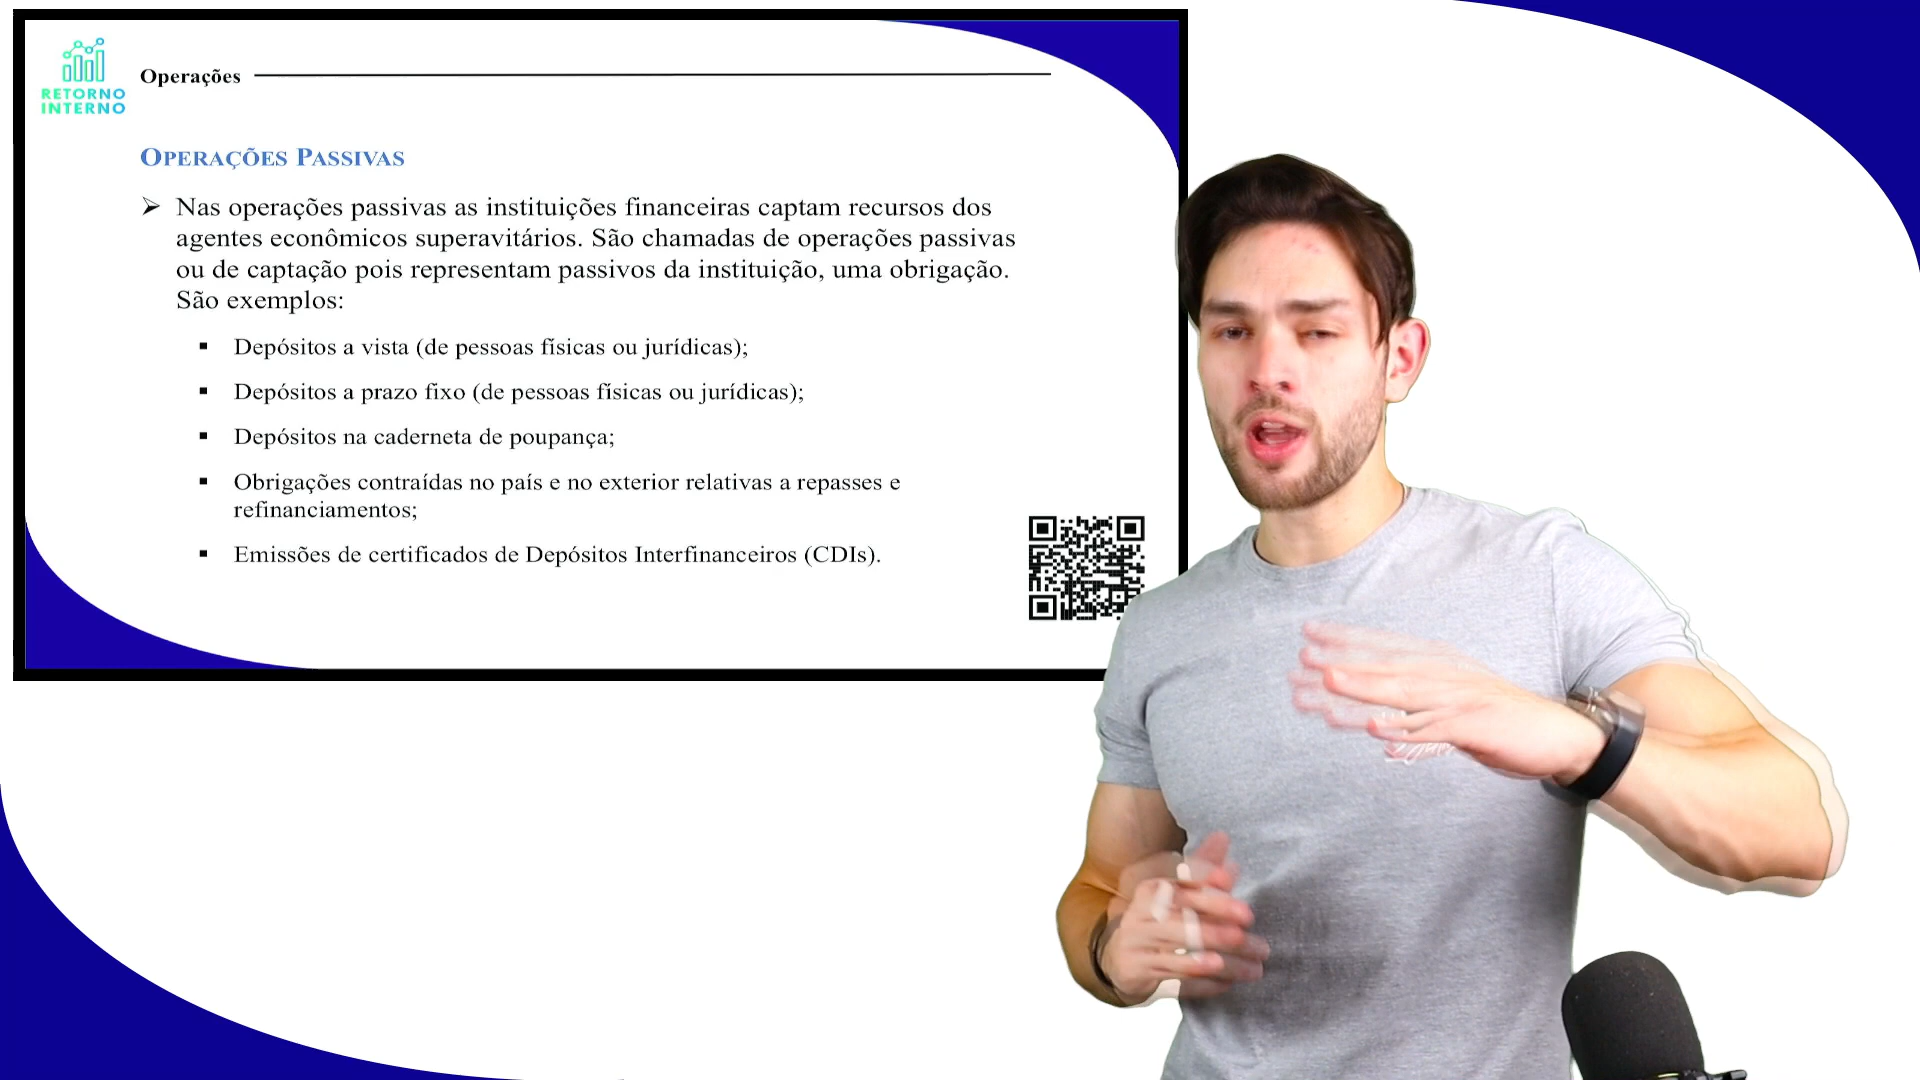 RETORNO
INTERNO
Operações
OPERAÇÕES PASSIVAS
Nas operações passivas as instituições financeiras captam recursos dos
agentes econômicos superavitários. São chamadas de operações passivas
ou de captação pois representam passivos da instituição, uma obrigação.
São exemplos:
Depósitos a vista (de pessoas físicas ou jurídicas);
Depósitos a prazo fixo (de pessoas físicas ou jurídicas);
Depósitos na caderneta de poupança;
Obrigações contraídas no país e no exterior relativas a repasses e
refinanciamentos;
Emissões de certificados de Depósitos Interfinanceiros (CDIs).